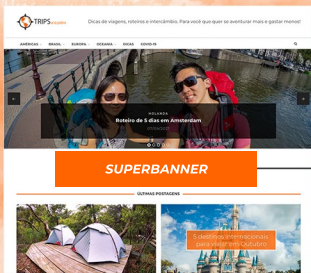 TRIPS
Dicas de viagens, roteiros e intercâmbio. Para você que quer se aventurar mais e gastar menos!
AMÉRICAS BRASIL EUROPA OCEANIA DICAS COVID-19
HOLANDA
Roteiro de 5 dias em Amsterdam
SUPERBANNER
ÚLTIMAS POSTAGENS
5 destinos internacionais
para viajar em Outubro